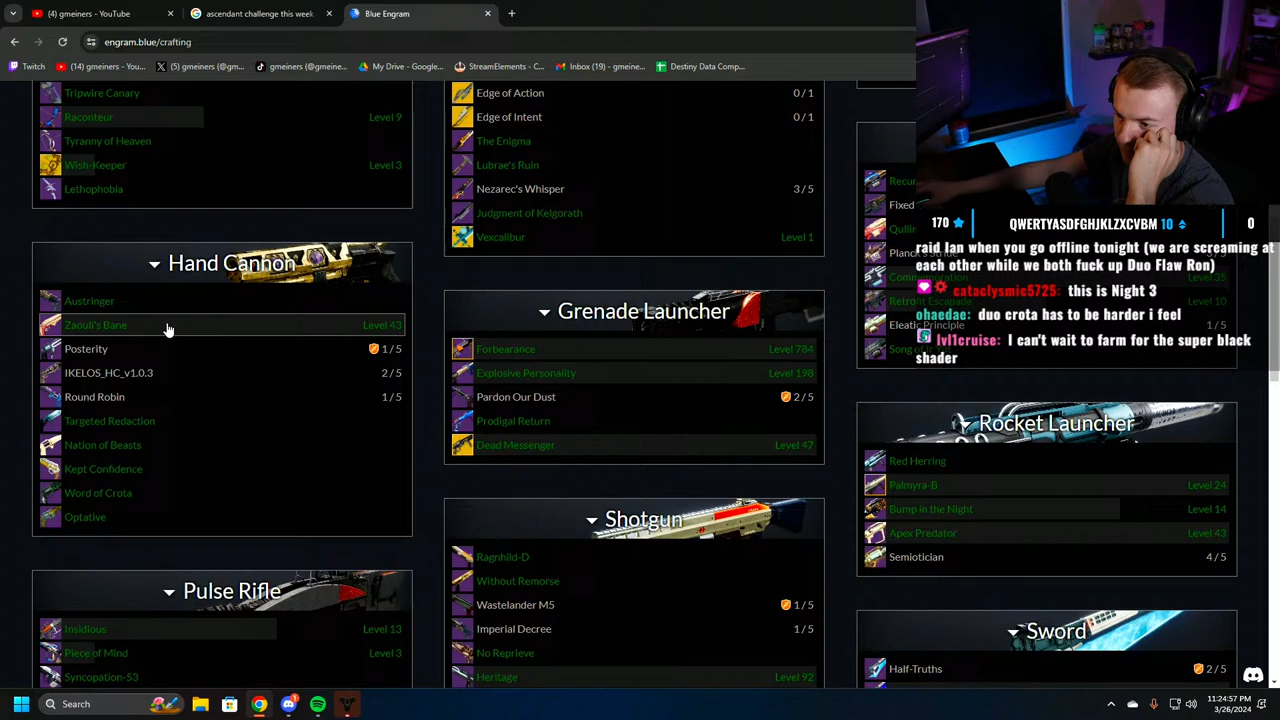 (4) gmeiners - YouTube
ascendant challenge this week
Blue Engram
engram.blue/crafting
Twitch
(14) gmeiners - You...
(5) gmeiners (@gm...
gmeiners (@gmein...
My Drive - Google...
StreamElements - C...
Inbox (19) - gmeine...
Destiny Data Comp...
Tripwire Canary
Raconteur Level 9
Tyranny of Heaven
Wish-Keeper Level 3
Lethophobia
Hand Cannon
Austringer
Zaouli's Bane Level 43
Posterity 1 / 5
IKELOS_HC_v1.0.3 2 / 5
Round Robin 1 / 5
Targeted Redaction
Nation of Beasts
Kept Confidence
Word of Crota
Optative
Pulse Rifle
Insidious Level 13
Piece of Mind Level 3
Syncopation-53
Edge of Action 0 / 1
Edge of Intent 0 / 1
The Enigma
Lubrae's Ruin
Nezarec's Whisper 3 / 5
Judgment of Kelgorath
Vexcalibur Level 1
Grenade Launcher
Forbearance Level 784
Explosive Personality Level 198
Pardon Our Dust 2 / 5
Prodigal Return
Dead Messenger Level 47
Shotgun
Ragnhild-D
Without Remorse
Wastelander M5 1 / 5
Imperial Decree 1 / 5
No Reprieve
Heritage Level 92
Recur
Fixed
Planck's Stride
Commemoration
Retrofit Escapade Level 10
Eleatic Principle 1 / 5
Rocket Launcher
Red Herring
Palmyra-B Level 24
Bump in the Night Level 14
Apex Predator Level 43
Semiotician 4 / 5
Sword
Half-Truths 2 / 5
170
QWERTYASDFGHJKLZXCVBM 10
0
raid Ian when you go offline tonight (we are screaming at
each other while we both fuck up Duo Flaw Ron)
cataclysmic5725: this is Night 3
ohaedae: duo crota has to be harder i feel
lvl1cruise: I can't wait to farm for the super black
shader
Search
11:24:57 PM
3/26/2024